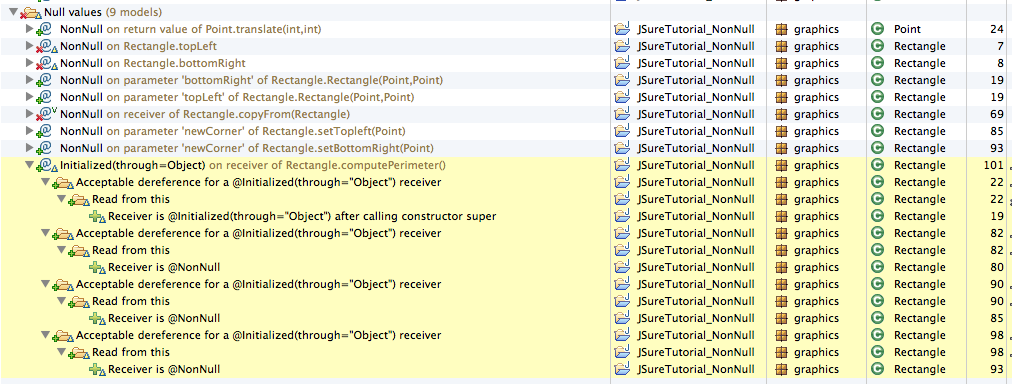 Null values (9 models)
NonNull on return value of Point.translate(int,int) JSureTutorial_NonNull graphics Point 24
NonNull on Rectangle.topLeft JSureTutorial_NonNull graphics Rectangle 7
NonNull on Rectangle.bottomRight JSureTutorial_NonNull graphics Rectangle 8
NonNull on parameter 'bottomRight' of Rectangle.Rectangle(Point,Point) JSureTutorial_NonNull graphics Rectangle 19
NonNull on parameter 'topLeft' of Rectangle.Rectangle(Point,Point) JSureTutorial_NonNull graphics Rectangle 19
NonNull on receiver of Rectangle.copyFrom(Rectangle) JSureTutorial_NonNull graphics Rectangle 69
NonNull on parameter 'newCorner' of Rectangle.setTopleft(Point) JSureTutorial_NonNull graphics Rectangle 85
NonNull on parameter 'newCorner' of Rectangle.setBottomRight(Point) JSureTutorial_NonNull graphics Rectangle 93
Initialized(through=Object) on receiver of Rectangle.computePerimeter() JSureTutorial_NonNull graphics Rectangle 101
Acceptable dereference for a @Initialized(through="Object") receiver JSureTutorial_NonNull graphics Rectangle 22
Read from this JSureTutorial_NonNull graphics Rectangle 22
Receiver is @Initialized(through="Object") after calling constructor super JSureTutorial_NonNull graphics Rectangle 19
Acceptable dereference for a @Initialized(through="Object") receiver JSureTutorial_NonNull graphics Rectangle 82
Read from this JSureTutorial_NonNull graphics Rectangle 82
Receiver is @NonNull JSureTutorial_NonNull graphics Rectangle 80
Acceptable dereference for a @Initialized(through="Object") receiver JSureTutorial_NonNull graphics Rectangle 90
Read from this JSureTutorial_NonNull graphics Rectangle 90
Receiver is @NonNull JSureTutorial_NonNull graphics Rectangle 85
Acceptable dereference for a @Initialized(through="Object") receiver JSureTutorial_NonNull graphics Rectangle 98
Read from this JSureTutorial_NonNull graphics Rectangle 98
Receiver is @NonNull JSureTutorial_NonNull graphics Rectangle 93